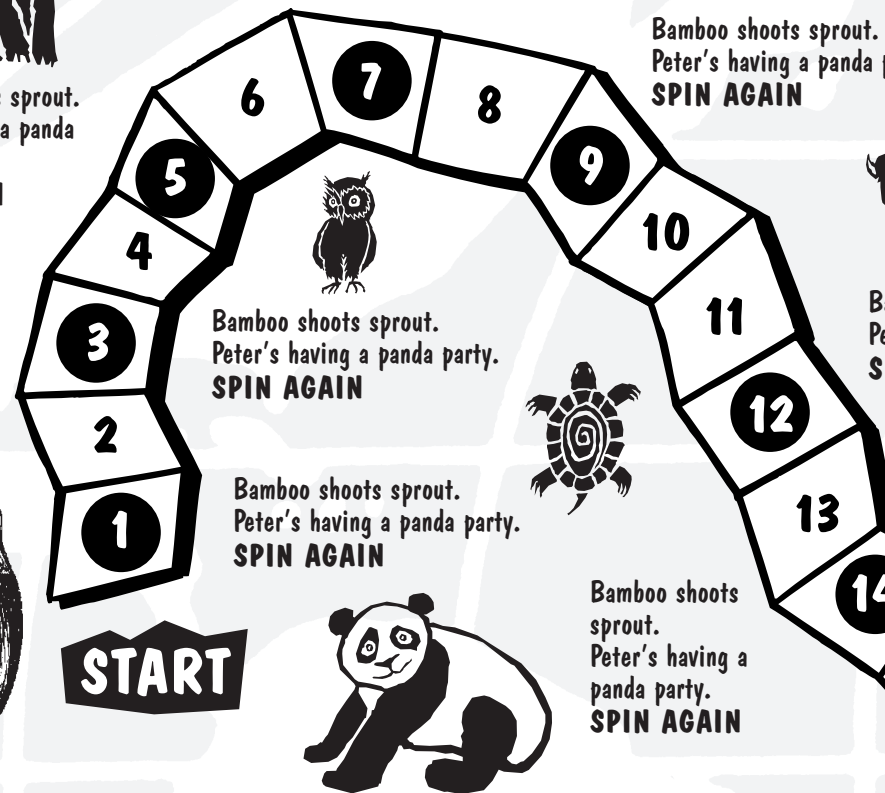 s sprout.
a panda
Bamboo shoots sprout.
Peter's having a panda
SPIN AGAIN
6
7
8
5
9
4
10
3
11
Bamboo shoots sprout.
Peter's having a panda party.
SPIN AGAIN
2
12
1
Bamboo shoots sprout.
Peter's having a panda party.
SPIN AGAIN
13
14
START
Bamboo shoots
sprout.
Peter's having a
panda party.
SPIN AGAIN